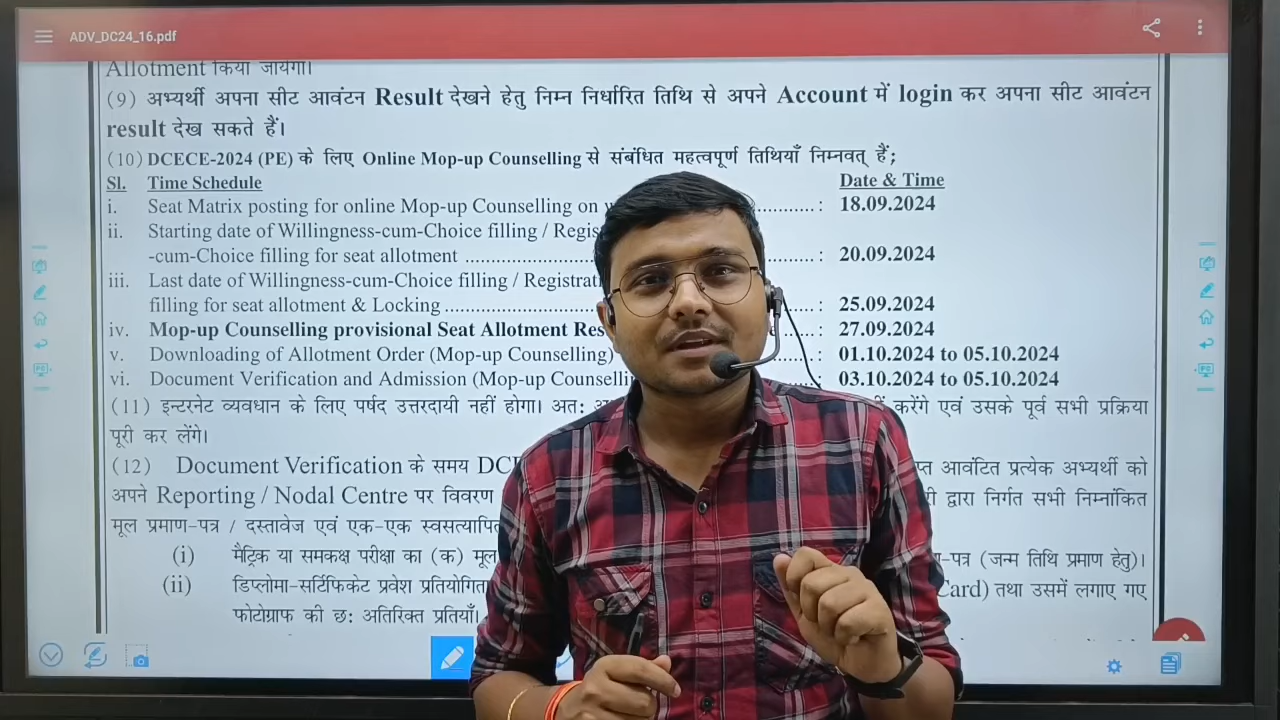 ADV_DC24_16.pdf
Allotment किया जायगा।
(9) अभ्यर्थी अपना सीट आवंटन Result देखने हेतु निम्न निर्धारित तिथि से अपने Account में login कर अपना सीट आवंटन
result देख सकते हैं।
(10) DCECE-2024 (PE) के लिए Online Mop-up Counselling से संबंधित महत्वपूर्ण तिथियाँ निम्नवत् हैं;
Sl. Time Schedule Date & Time
i. Seat Matrix posting for online Mop-up Counselling on : 18.09.2024
ii. Starting date of Willingness-cum-Choice filling /
-cum-Choice filling for seat allotment : 20.09.2024
iii. Last date of Willingness-cum-Choice filling /
filling for seat allotment & Locking : 25.09.2024
iv. Mop-up Counselling provisional Seat Allotment : 27.09.2024
v. Downloading of Allotment Order (Mop-up Counselling) : 01.10.2024 to 05.10.2024
vi. Document Verification and Admission (Mop-up : 03.10.2024 to 05.10.2024
(11) इन्टरनेट व्यवधान के लिए पर्षद उत्तरदायी नहीं होगा। अतः करेंगे एवं उसके पूर्व सभी प्रक्रिया
पूरी कर लेंगे।
(12) Document Verification के समय आवंटित प्रत्येक अभ्यर्थी को
अपने Reporting / Nodal Centre पर विवरण द्वारा निर्गत सभी निम्नांकित
मूल प्रमाण-पत्र / दस्तावेज एवं एक-एक
(i) मैट्रिक या समकक्ष परीक्षा का (क) मूल -पत्र (जन्म तिथि प्रमाण हेतु)।
(ii) डिप्लोमा-सर्टिफिकेट प्रवेश Card) तथा उसमें लगाए गए
फोटोग्राफ की छः अतिरिक्त प्रतियाँ।